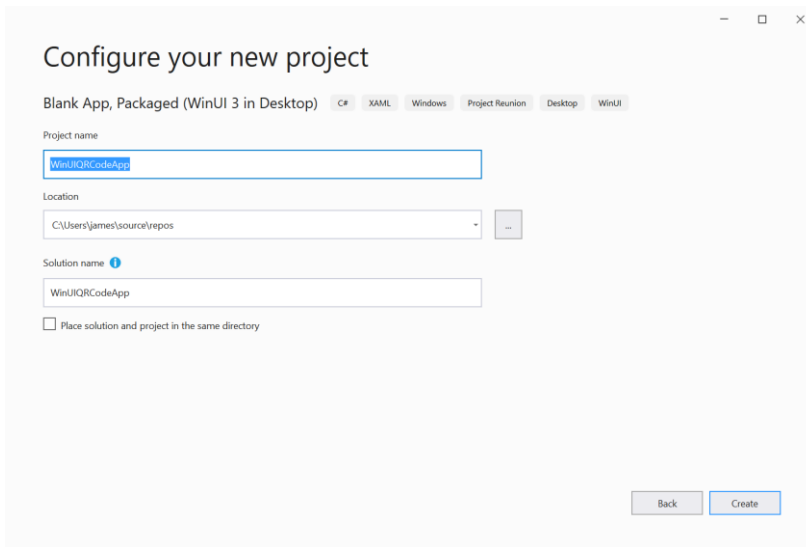 Configure your new project
Blank App, Packaged (WinUI 3 in Desktop) C# XAML Windows Project Reunion Desktop WinUI
Project name
WinUIQRCodeApp
Location
C:\Users\james\source\repos
...
Solution name
WinUIQRCodeApp
Place solution and project in the same directory
Back Create